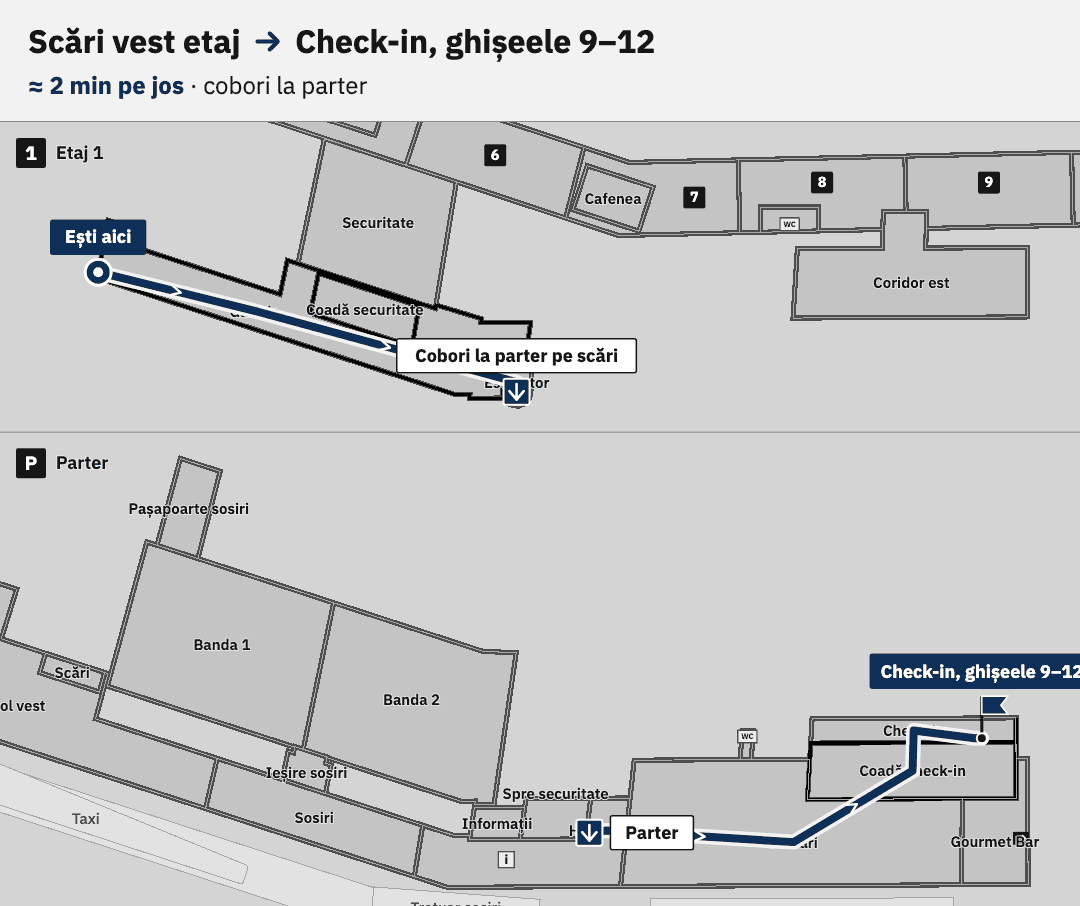 Scări vest etaj → Check-in, ghișeele 9–12
≈ 2 min pe jos · cobori la parter
1 Etaj 1
6
Cafenea
7
8
9
wc
Securitate
Ești aici
Coridor est
Coadă securitate
Cobori la parter pe scări
P Parter
Pașapoarte sosiri
Banda 1
Scări
Banda 2
ol vest
Check-in, ghișeele 9–12
wc
Coadă check-in
Ieșire sosiri
Spre securitate
Taxi
Sosiri
Informații
Parter
Gourmet Bar
i